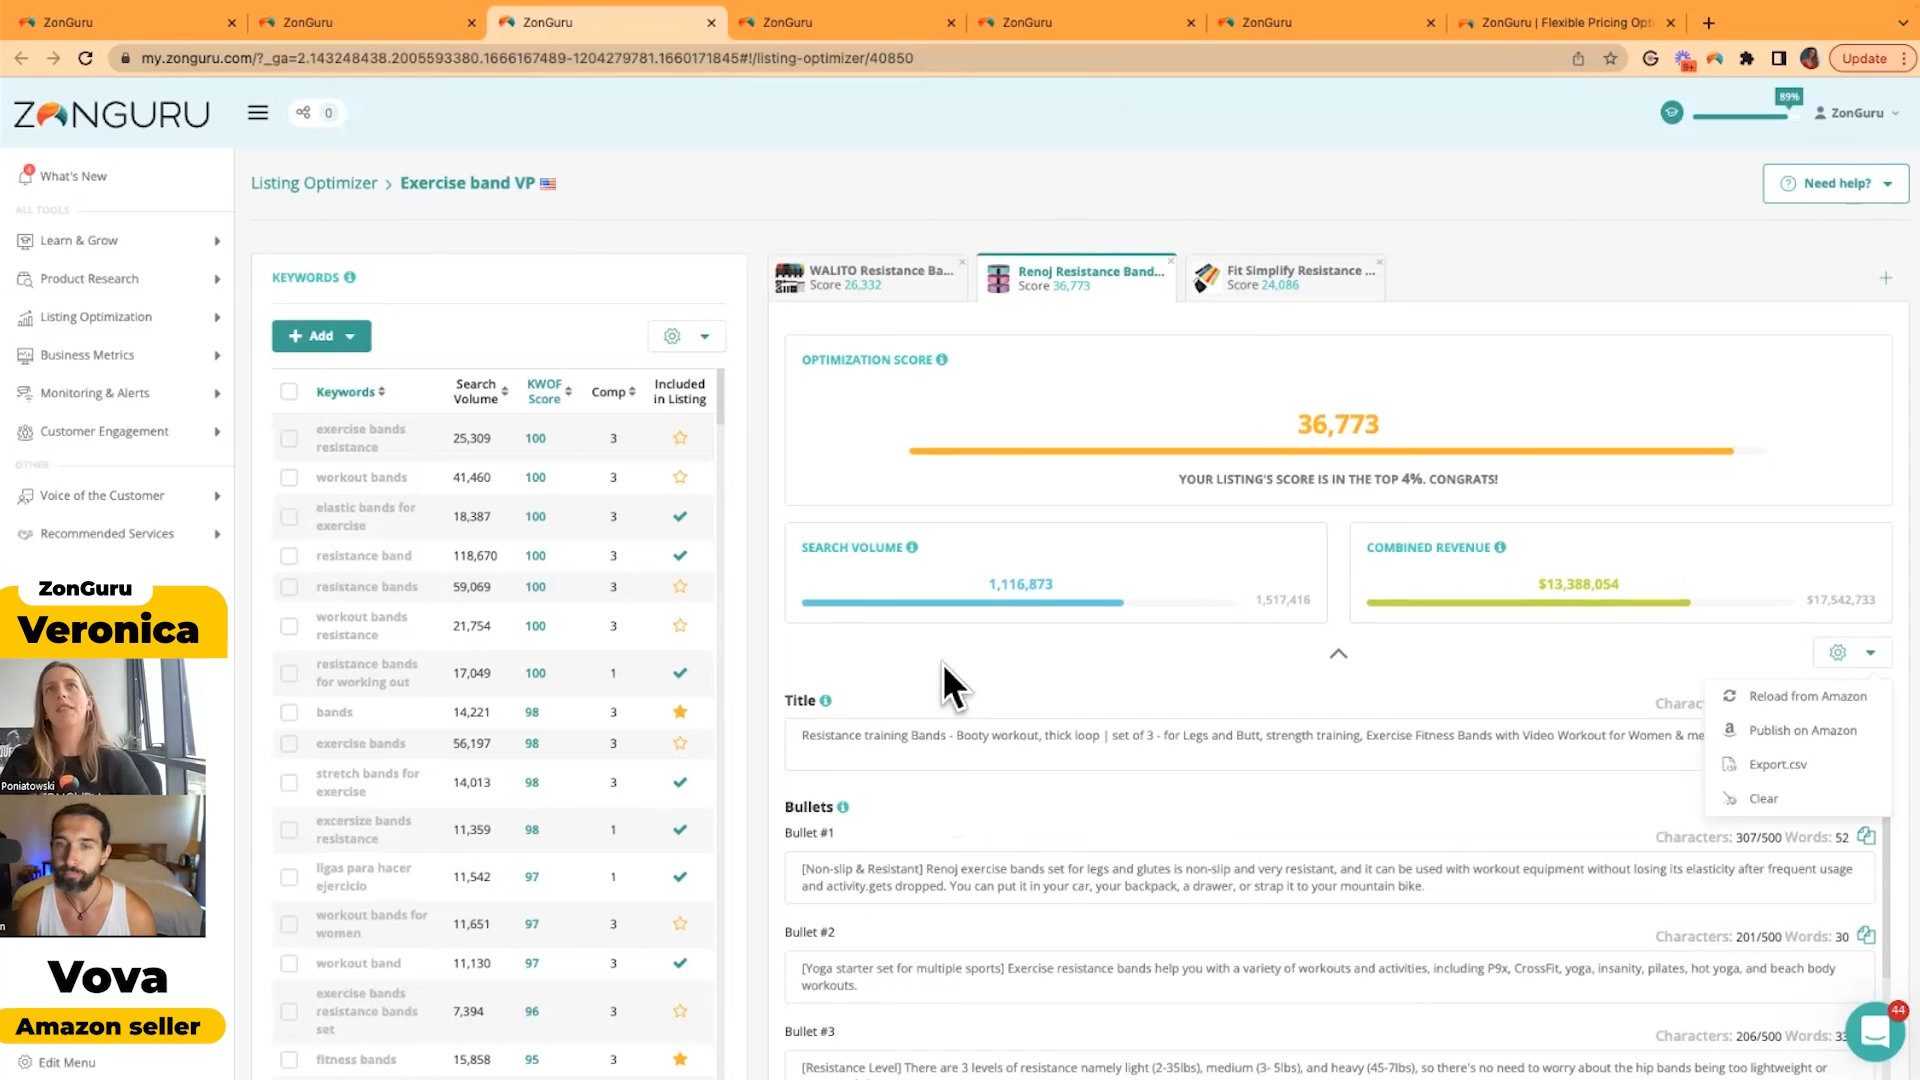 ZonGuru
ZonGuru
ZonGuru
ZonGuru
ZonGuru
ZonGuru
ZonGuru | Flexible Pricing Opt
my.zonguru.com/?_ga=2.143248438.2005593380.1666167489-1204279781.1660171845#!/listing-optimizer/40850
9+
Update
ZONGURU
0
89%
ZonGuru
4
What's New
ALL TOOLS
Learn & Grow
Product Research
Listing Optimization
Business Metrics
Monitoring & Alerts
Customer Engagement
OTHER
Voice of the Customer
Recommended Services
ZonGuru
Veronica
Poniatowski
Vova
Amazon seller
Edit Menu
Listing Optimizer > Exercise band VP
Need help?
KEYWORDS
+ Add
Keywords Search Volume KWOF Score Comp Included in Listing
exercise bands resistance 25,309 100 3
workout bands 41,460 100 3
elastic bands for exercise 18,387 100 3
resistance band 118,670 100 3
resistance bands 59,069 100 3
workout bands resistance 21,754 100 3
resistance bands for working out 17,049 100 1
bands 14,221 98 3
exercise bands 56,197 98 3
stretch bands for exercise 14,013 98 3
excersize bands resistance 11,359 98 1
ligas para hacer ejercicio 11,542 97 1
workout bands for women 11,651 97 3
workout band 11,130 97 3
exercise bands resistance bands set 7,394 96 3
fitness bands 15,858 95 3
WALITO Resistance Ba...
Score 26,332
Renoj Resistance Band...
Score 36,773
Fit Simplify Resistance ...
Score 24,086
OPTIMIZATION SCORE
36,773
YOUR LISTING'S SCORE IS IN THE TOP 4%. CONGRATS!
SEARCH VOLUME
1,116,873
1,517,416
COMBINED REVENUE
$13,388,054
$17,542,733
Reload from Amazon
Publish on Amazon
Export.csv
Clear
Title
Charac
Resistance training Bands - Booty workout, thick loop | set of 3 - for Legs and Butt, strength training, Exercise Fitness Bands with Video Workout for Women & me
Bullets
Bullet #1
Characters: 307/500 Words: 52
[Non-slip & Resistant] Renoj exercise bands set for legs and glutes is non-slip and very resistant, and it can be used with workout equipment without losing its elasticity after frequent usage
and activity.gets dropped. You can put it in your car, your backpack, a drawer, or strap it to your mountain bike.
Bullet #2
Characters: 201/500 Words: 30
[Yoga starter set for multiple sports] Exercise resistance bands help you with a variety of workouts and activities, including P9x, CrossFit, yoga, insanity, pilates, hot yoga, and beach body
workouts.
Bullet #3
Characters: 206/500 Words: 33
[Resistance Level] There are 3 levels of resistance namely light (2-35lbs), medium (3- 5lbs), and heavy (45-7lbs), so there's no need to worry about the hip bands being too lightweight or
44